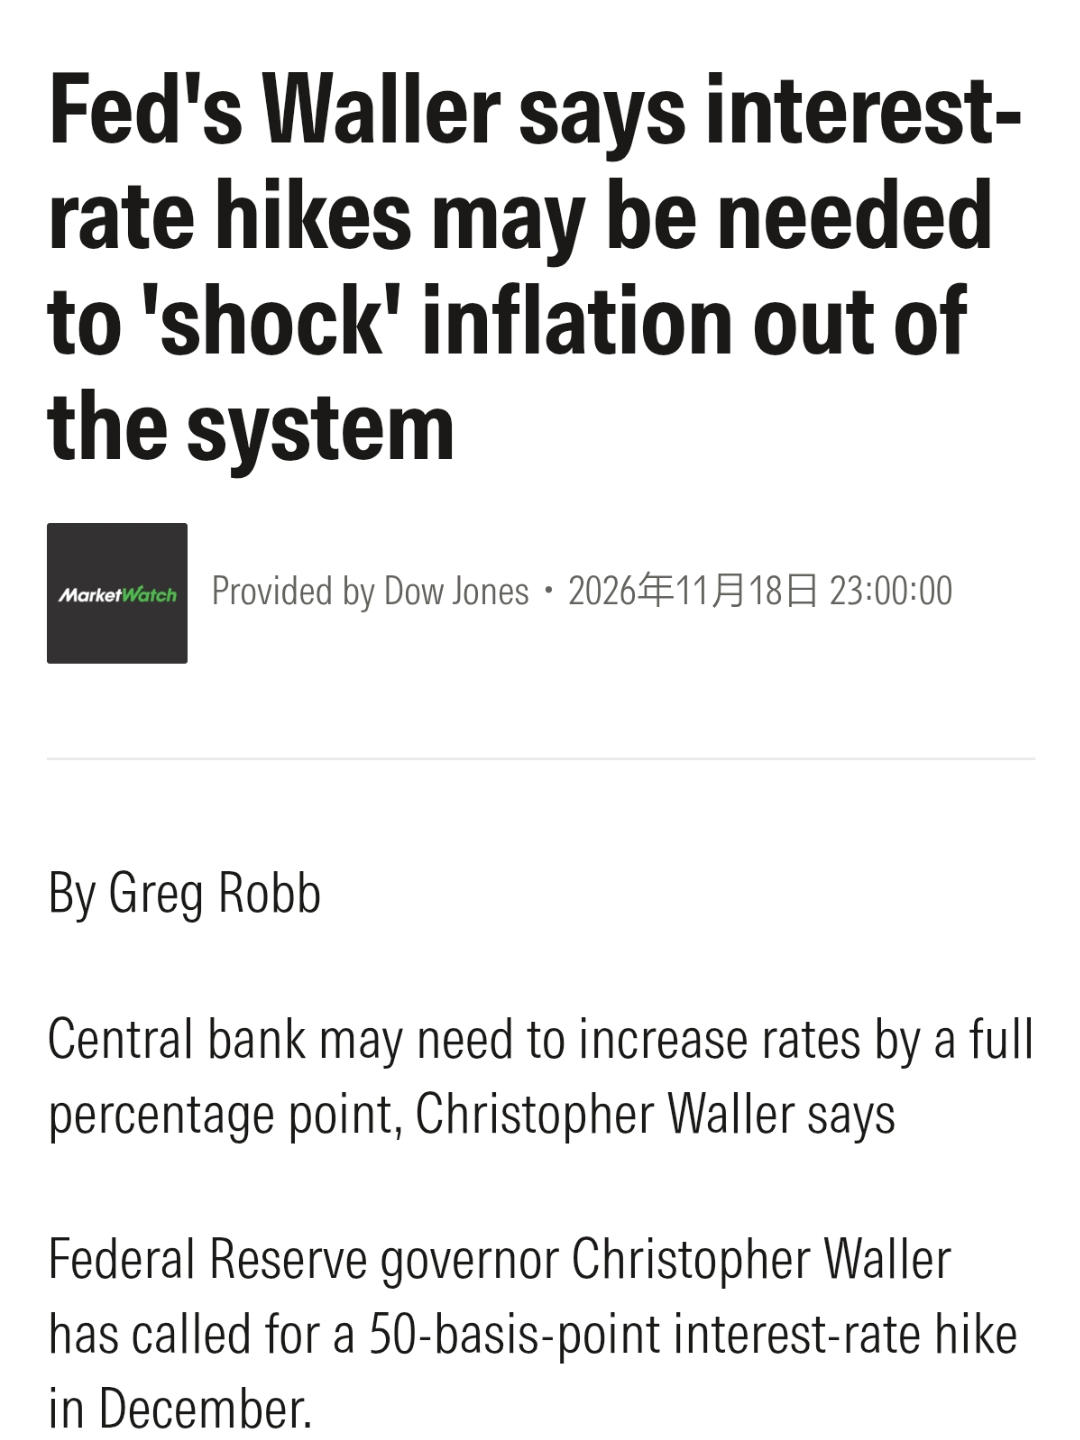 Fed's Waller says interest-
rate hikes may be needed
to 'shock' inflation out of
the system
MarketWatch
Provided by Dow Jones • 2026年11月18日 23:00:00
By Greg Robb
Central bank may need to increase rates by a full
percentage point, Christopher Waller says
Federal Reserve governor Christopher Waller
has called for a 50-basis-point interest-rate hike
in December.